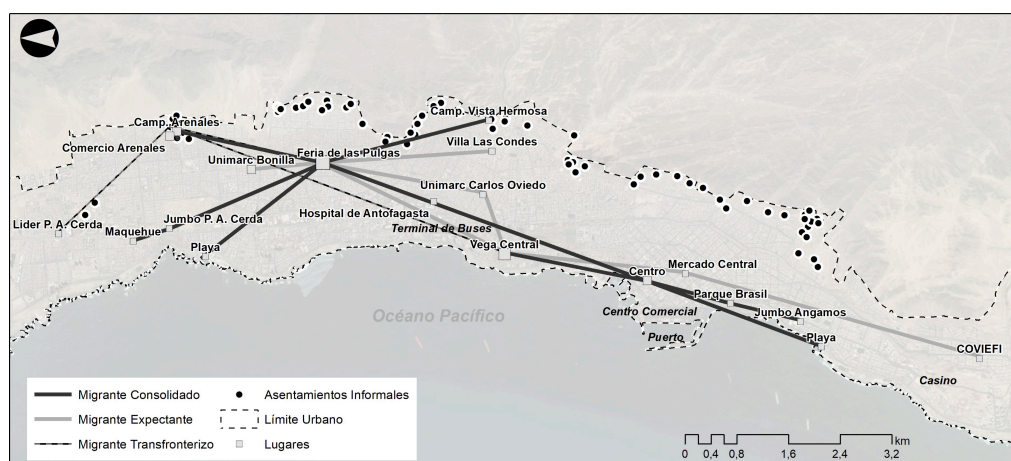 Camp. Vista Hermosa
Camp. Arenales
Comercio Arenales
Feria de las Pulgas
Villa Las Condes
Unimarc Bonilla
Unimarc Carlos Oviedo
Hospital de Antofagasta
Lider P. A. Cerda
Jumbo P. A. Cerda
Maquehue
Terminal de Buses
Playa
Vega Central
Mercado Central
Centro
Parque Brasil
Centro Comercial
Jumbo Angamos
Océano Pacífico
Puerto
Playa
COVIEFI
Casino
Migrante Consolidado
Asentamientos Informales
Migrante Expectante
Límite Urbano
Migrante Transfronterizo
Lugares
km
0 0,4 0,8 1,6 2,4 3,2